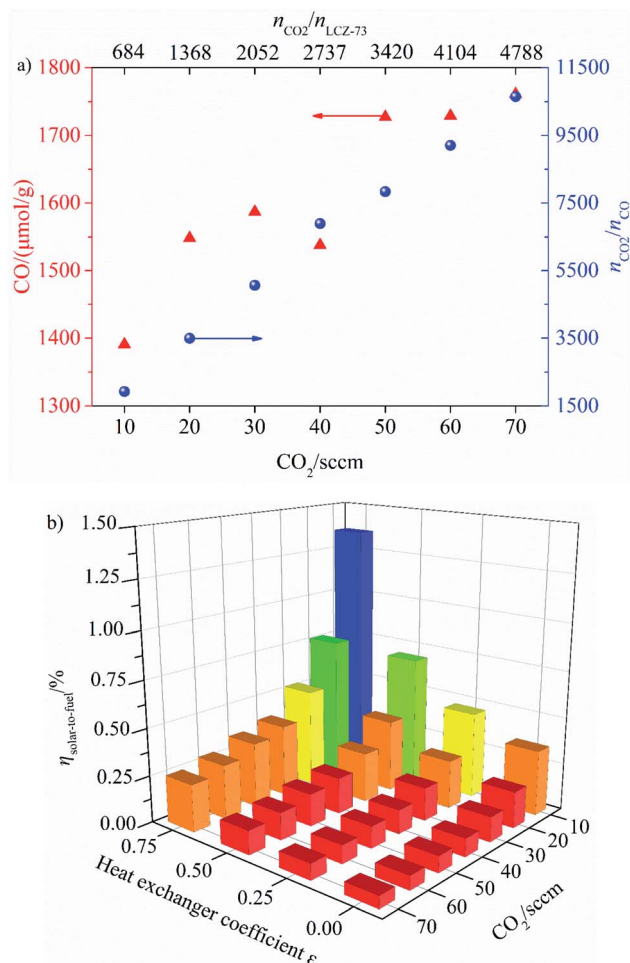 n_CO2/n_LCZ-73
684 1368 2052 2737 3420 4104 4788
a)
1800
1700
1600
1500
1400
1300
CO/(μmol/g)
11500
9500
7500
5500
3500
1500
n_CO2/n_CO
10 20 30 40 50 60 70
CO2/sccm
b)
1.50
1.25
1.00
0.75
0.50
0.25
0.00
η_solar-to-fuel/%
0.75
0.50
0.25
0.00
Heat exchanger coefficient ε
10
20
30
40
50
60
70
CO2/sccm